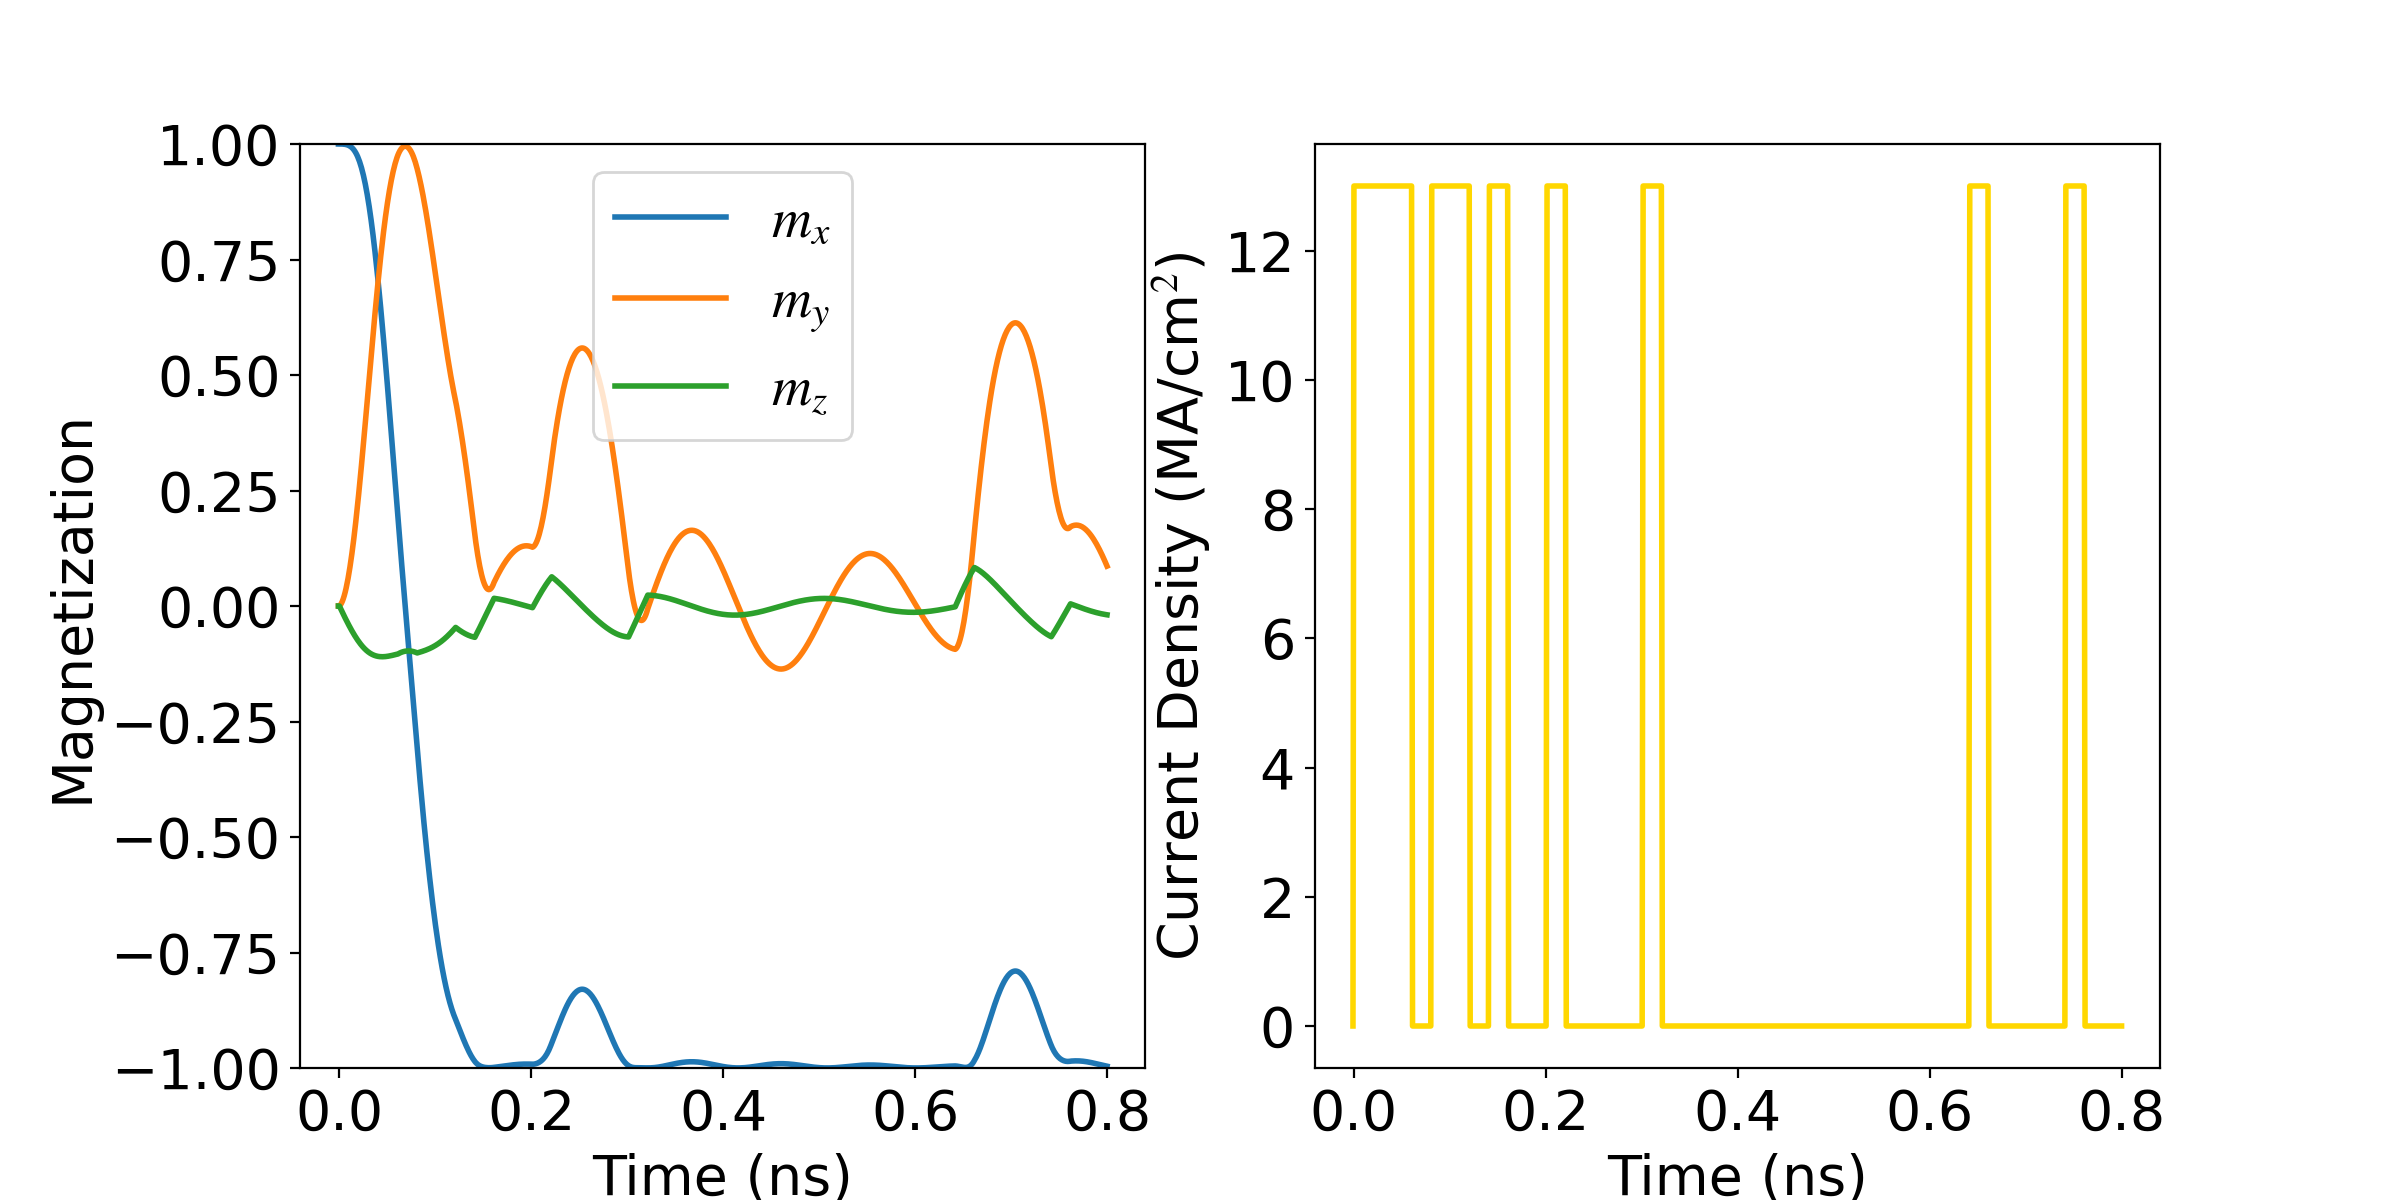 Magnetization
1.00
0.75
0.50
0.25
0.00
−0.25
−0.50
−0.75
−1.00
0.0 0.2 0.4 0.6 0.8
Time (ns)
m_x
m_y
m_z
Current Density (MA/cm²)
12
10
8
6
4
2
0
0.0 0.2 0.4 0.6 0.8
Time (ns)